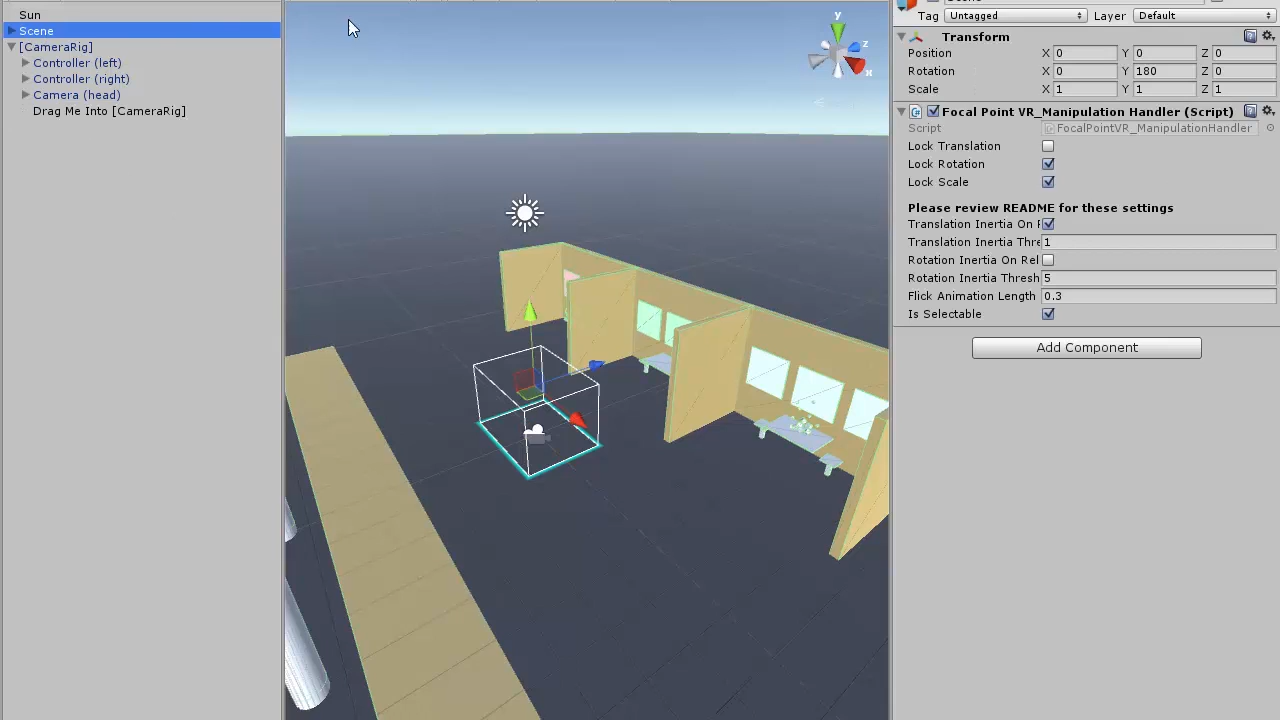 Sun
Scene
[CameraRig]
Controller (left)
Controller (right)
Camera (head)
Drag Me Into [CameraRig]
y
z
x
Tag Untagged Layer Default
Transform
Position X 0 Y 0 Z 0
Rotation X 0 Y 180 Z 0
Scale X 1 Y 1 Z 1
Focal Point VR_Manipulation Handler (Script)
Script FocalPointVR_ManipulationHandler
Lock Translation
Lock Rotation
Lock Scale
Please review README for these settings
Translation Inertia On
Translation Inertia Thre 1
Rotation Inertia On Rel
Rotation Inertia Thresh 5
Flick Animation Length 0.3
Is Selectable
Add Component